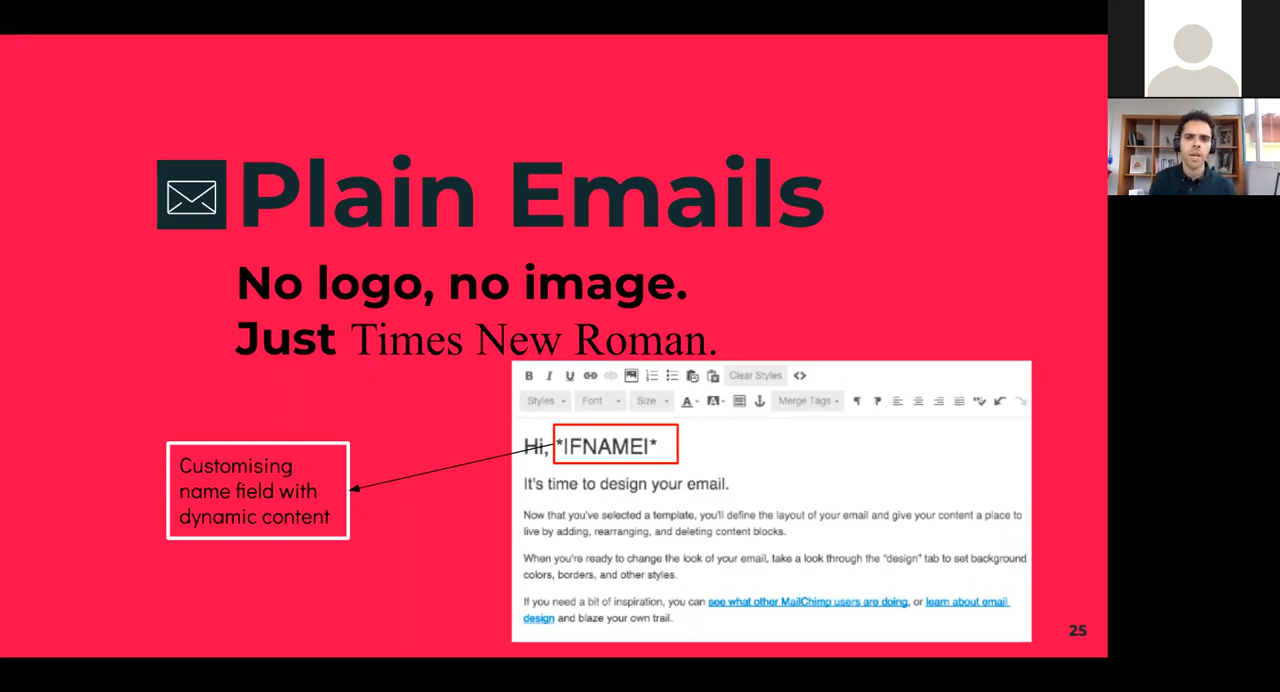 Plain Emails
No logo, no image.
Just Times New Roman.
B I U Clear Styles <>
Styles Font Size A A Merge Tags
Hi, *IFNAMEI*
It's time to design your email.
Now that you've selected a template, you'll define the layout of your email and give your content a place to
live by adding, rearranging, and deleting content blocks.
When you're ready to change the look of your email, take a look through the "design" tab to set background
colors, borders, and other styles.
If you need a bit of inspiration, you can see what other MailChimp users are doing, or learn about email
design and blaze your own trail.
Customising
name field with
dynamic content
25